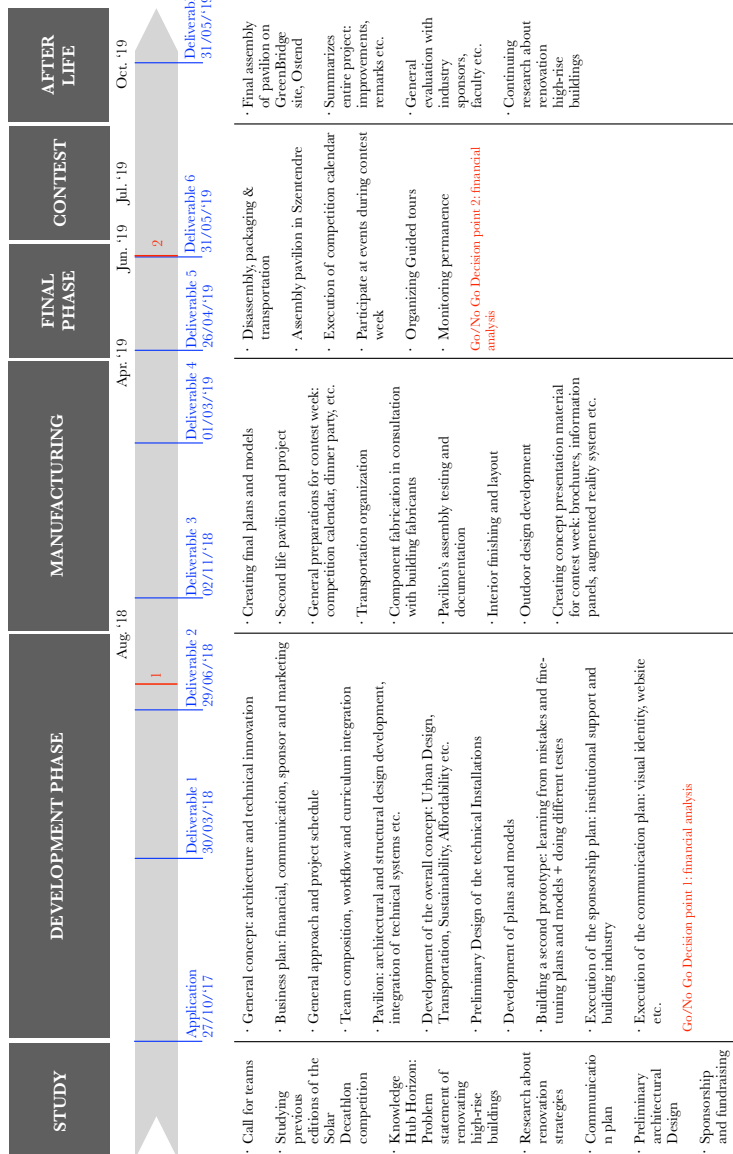 STUDY
DEVELOPMENT PHASE
MANUFACTURING
FINAL
PHASE
CONTEST
AFTER
LIFE
Aug. ‘18
Apr. ‘19
Jun. ‘19
Jul. ‘19
Oct. ‘19
1
2
Application
27/10/‘17
Deliverable 1
30/03/‘18
Deliverable 2
29/06/‘18
Deliverable 3
02/11/‘18
Deliverable 4
01/03/‘19
Deliverable 5
26/04/‘19
Deliverable 6
31/05/‘19
Deliverable
31/05/‘19
· Call for teams
· Studying
previous
editions of the
Solar
Decathlon
competition
· Knowledge
Hub Horizon:
Problem
statement of
renovating
high-rise
buildings
· Research about
renovation
strategies
· Communicatio
n plan
· Preliminary
architectural
Design
· Sponsorship
and fundraising
· General concept: architecture and technical innovation
· Business plan: financial, communication, sponsor and marketing
· General approach and project schedule
· Team composition, workflow and curriculum integration
· Pavilion: architectural and structural design development,
integration of technical systems etc.
· Development of the overall concept: Urban Design,
Transportation, Sustainability, Affordability etc.
· Preliminary Design of the technical Installations
· Development of plans and models
· Building a second prototype: learning from mistakes and fine-
tuning plans and models + doing different testes
· Execution of the sponsorship plan: institutional support and
building industry
· Execution of the communication plan: visual identity, website
etc.
Go/No Go Decision point 1: financial analysis
· Creating final plans and models
· Second life pavilion and project
· General preparations for contest week:
competition calendar, dinner party, etc.
· Transportation organization
· Component fabrication in consultation
with building fabricants
· Pavilion’s assembly testing and
documentation
· Interior finishing and layout
· Outdoor design development
· Creating concept presentation material
for contest week: brochures, information
panels, augmented reality system etc.
· Disassembly, packaging &
transportation
· Assembly pavilion in Szentendre
· Execution of competition calendar
· Participate at events during contest
week
· Organizing Guided tours
· Monitoring permanence
Go/No Go Decision point 2: financial
analysis
· Final assembly
of pavilion on
GreenBridge
site, Ostend
· Summarizes
entire project:
improvements,
remarks etc.
· General
evaluation with
industry
sponsors,
faculty etc.
· Continuing
research about
renovation
high-rise
buildings